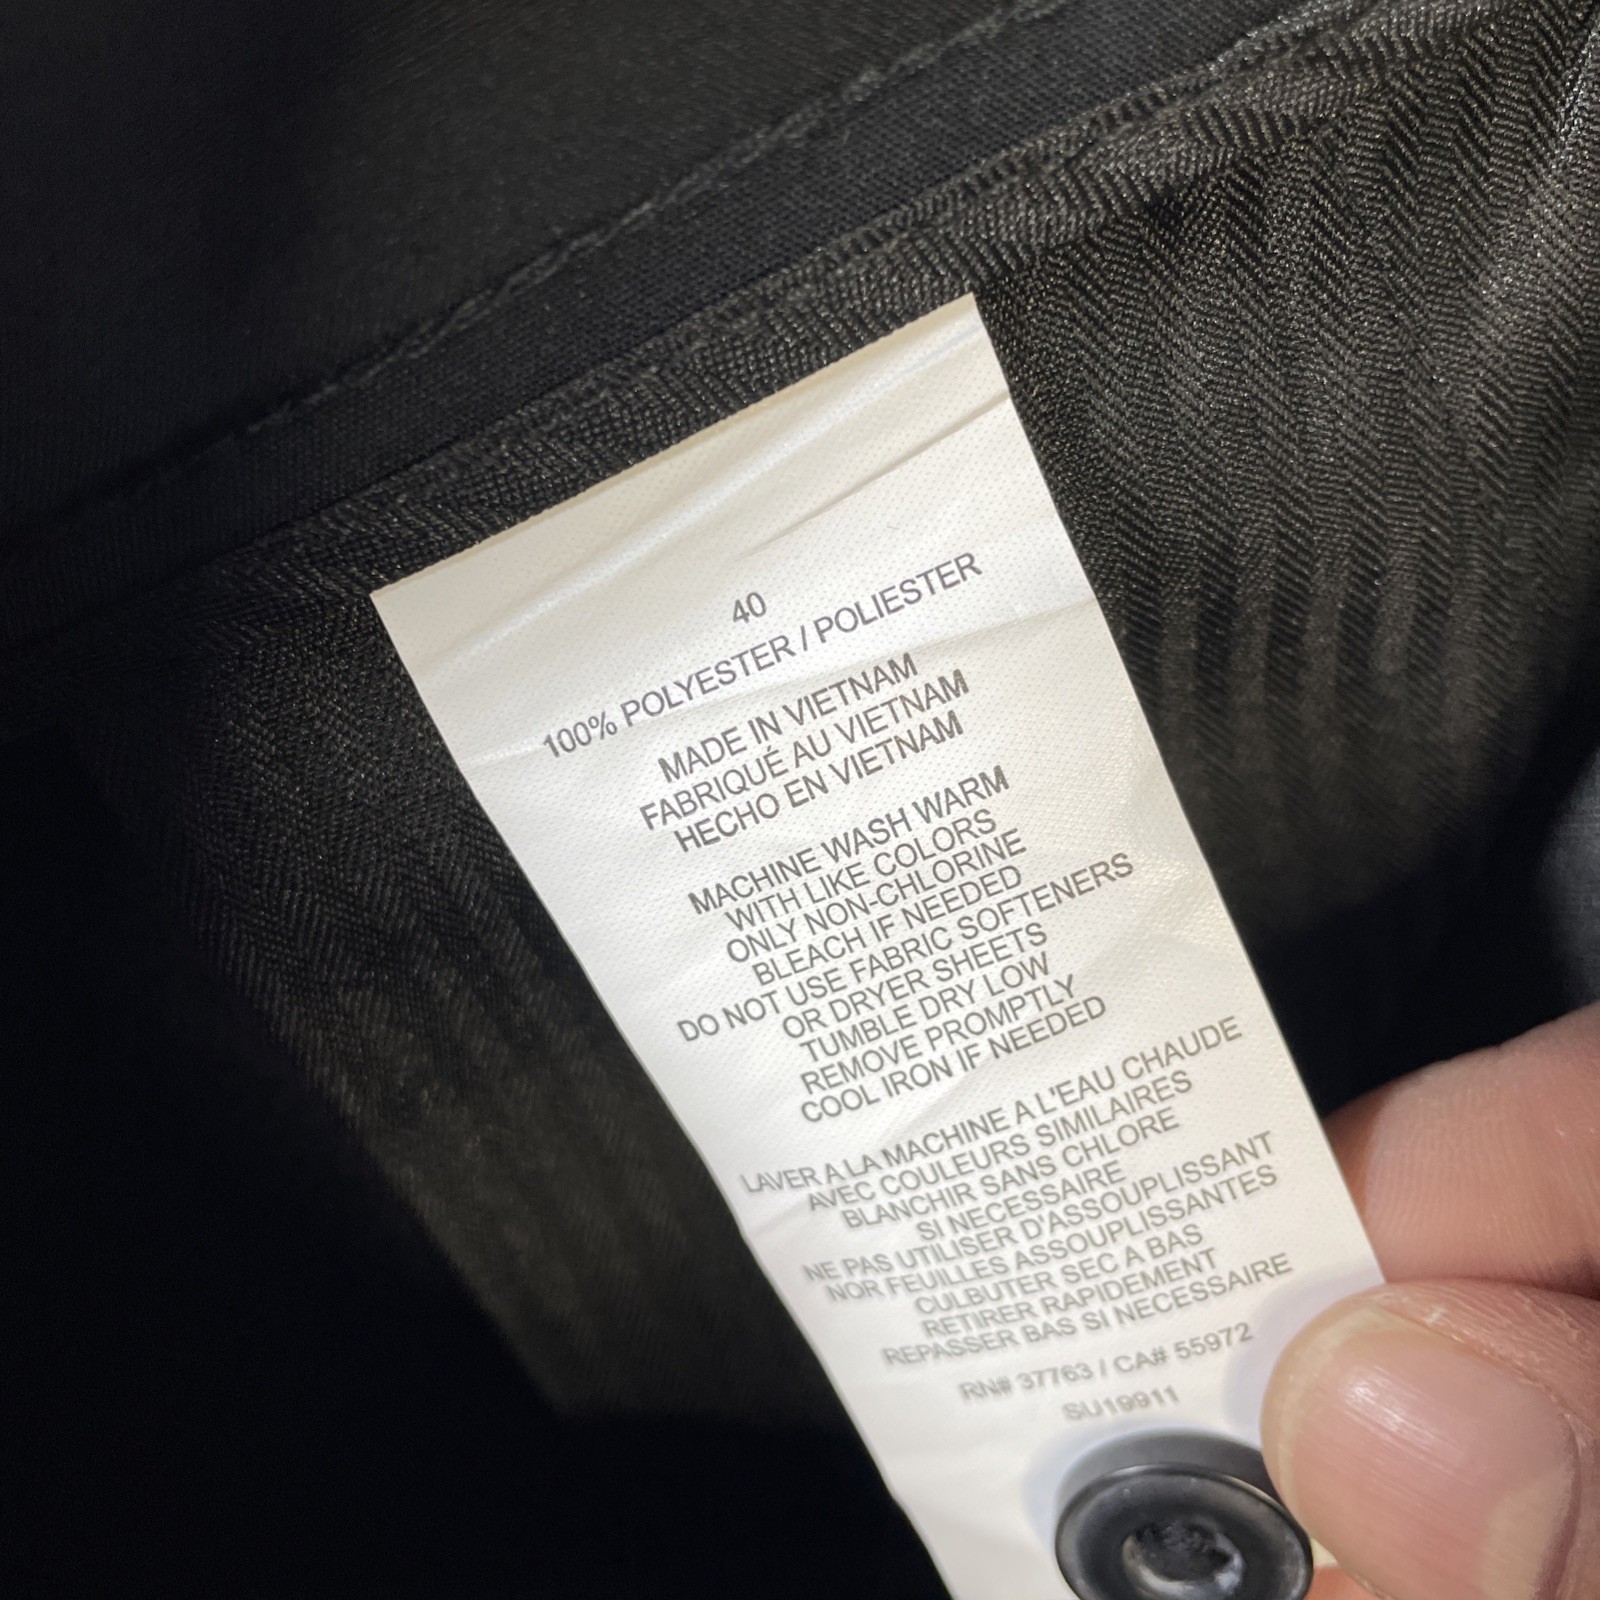 40
100% POLYESTER / POLIESTER
MADE IN VIETNAM
FABRIQUÉ AU VIETNAM
HECHO EN VIETNAM
MACHINE WASH WARM
WITH LIKE COLORS
ONLY NON-CHLORINE
BLEACH IF NEEDED
DO NOT USE FABRIC SOFTENERS
OR DRYER SHEETS
TUMBLE DRY LOW
REMOVE PROMPTLY
COOL IRON IF NEEDED
LAVER A LA MACHINE A L'EAU CHAUDE
AVEC COULEURS SIMILAIRES
BLANCHIR SANS CHLORE
SI NECESSAIRE
NE PAS UTILISER D'ASSOUPLISSANT
NOR FEUILLES ASSOUPLISSANTES
CULBUTER SEC A BAS
RETIRER RAPIDEMENT
REPASSER BAS SI NECESSAIRE
RN# 37763 / CA# 55972
SU19911